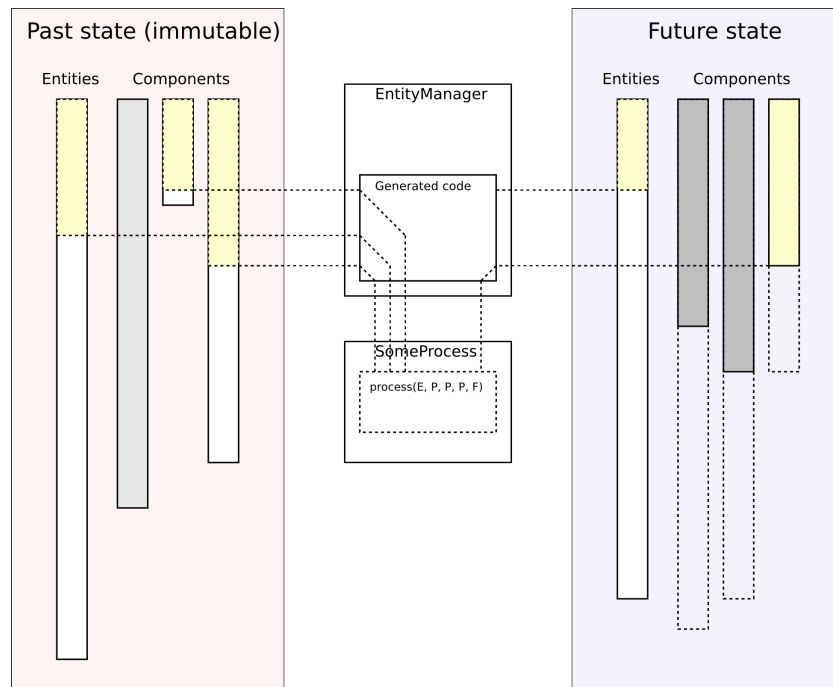 Past state (immutable)
Future state
Entities
Components
EntityManager
Entities
Components
Generated code
SomeProcess
process(E, P, P, P, F)